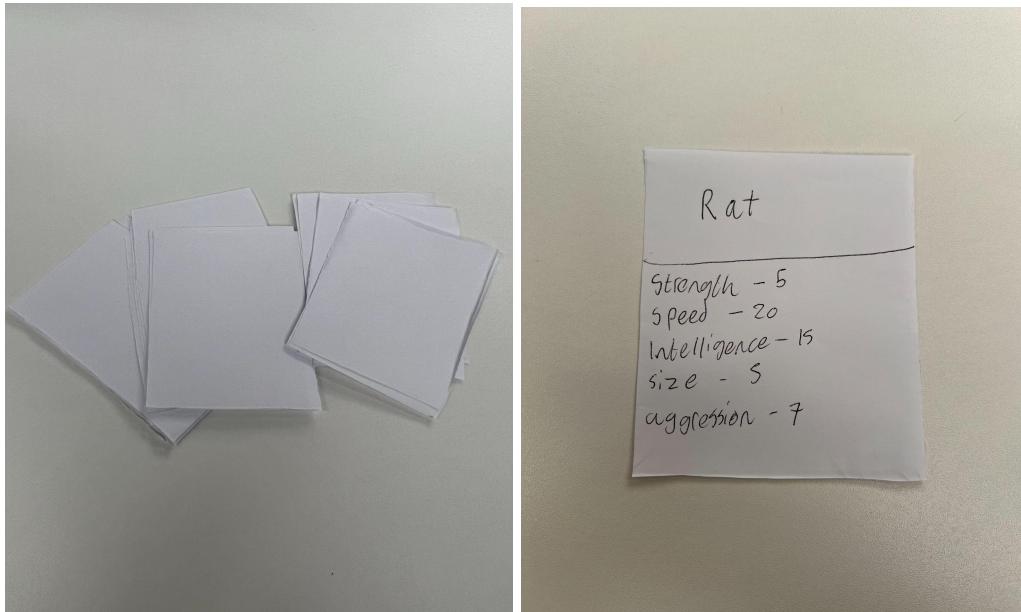 Rat
Strength - 5
Speed - 20
Intelligence - 15
size - 5
aggression - 7